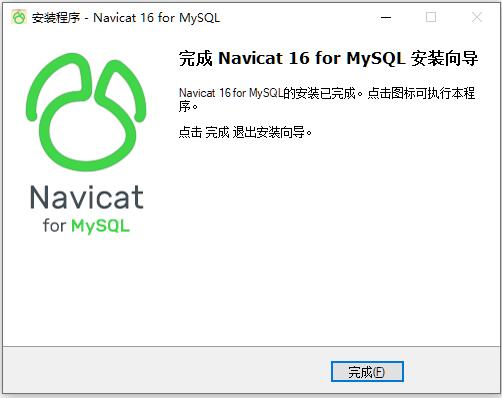 安装程序 - Navicat 16 for MySQL
完成 Navicat 16 for MySQL 安装向导
Navicat 16 for MySQL的安装已完成。点击图标可执行本程
序。
点击 完成 退出安装向导。
Navicat
for MySQL
完成(F)